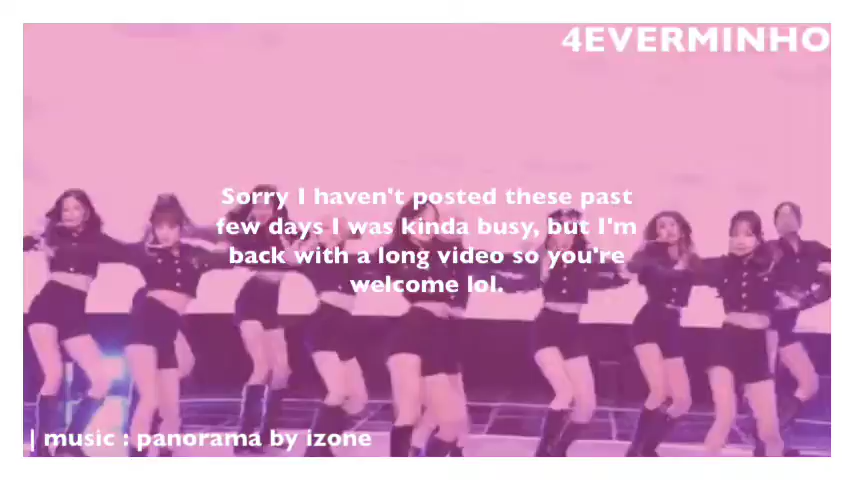 4EVERMINHO
Sorry I haven't posted these past
few days I was kinda busy, but I'm
back with a long video so you're
welcome lol.
| music : panorama by izone